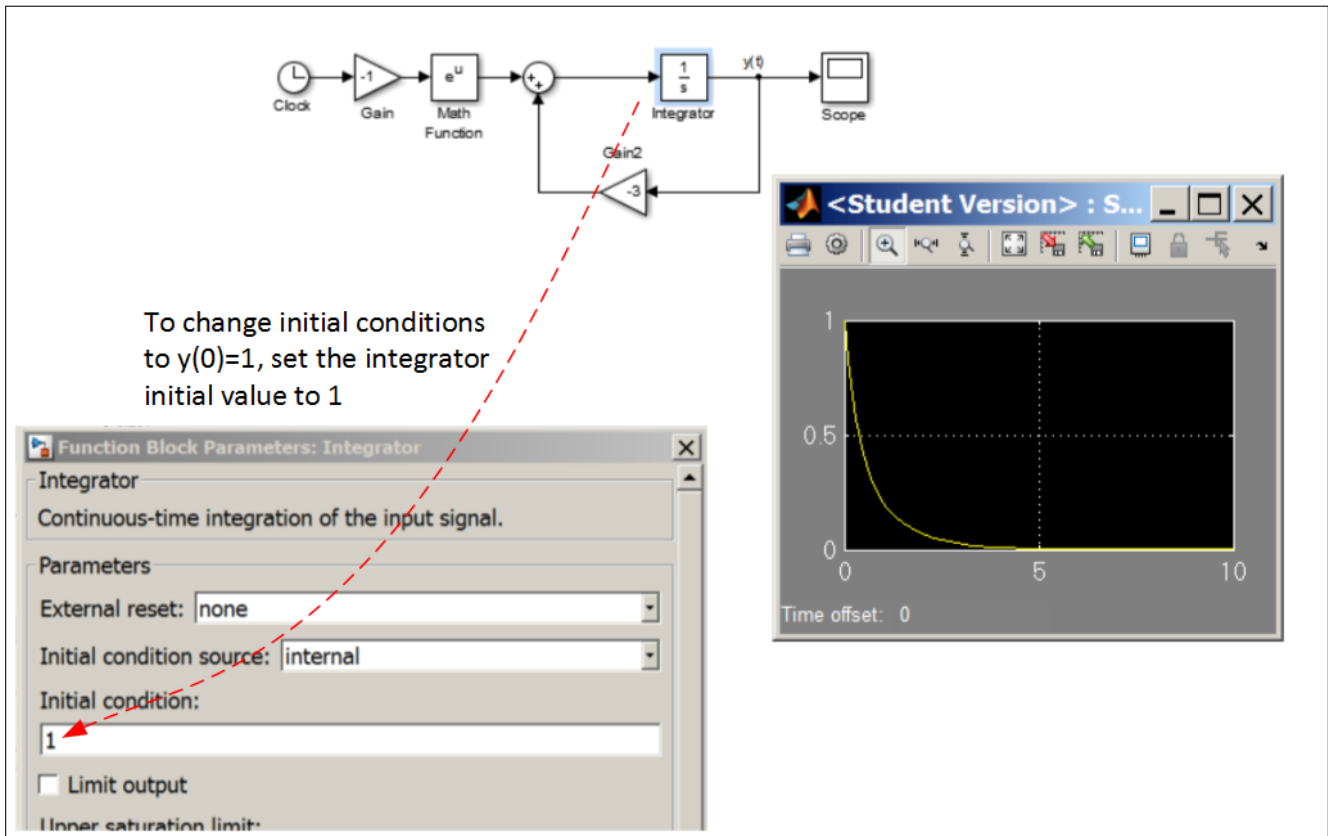 -1
e^u
+
+
1
s
y(t)
Clock
Gain
Math
Function
Integrator
Scope
Gain2
-3
To change initial conditions
to y(0)=1, set the integrator
initial value to 1
<Student Version> : S...
1
0.5
0
0
5
10
Time offset: 0
Function Block Parameters: Integrator
Integrator
Continuous-time integration of the input signal.
Parameters
External reset: none
Initial condition source: internal
Initial condition:
1
Limit output
Upper saturation limit: